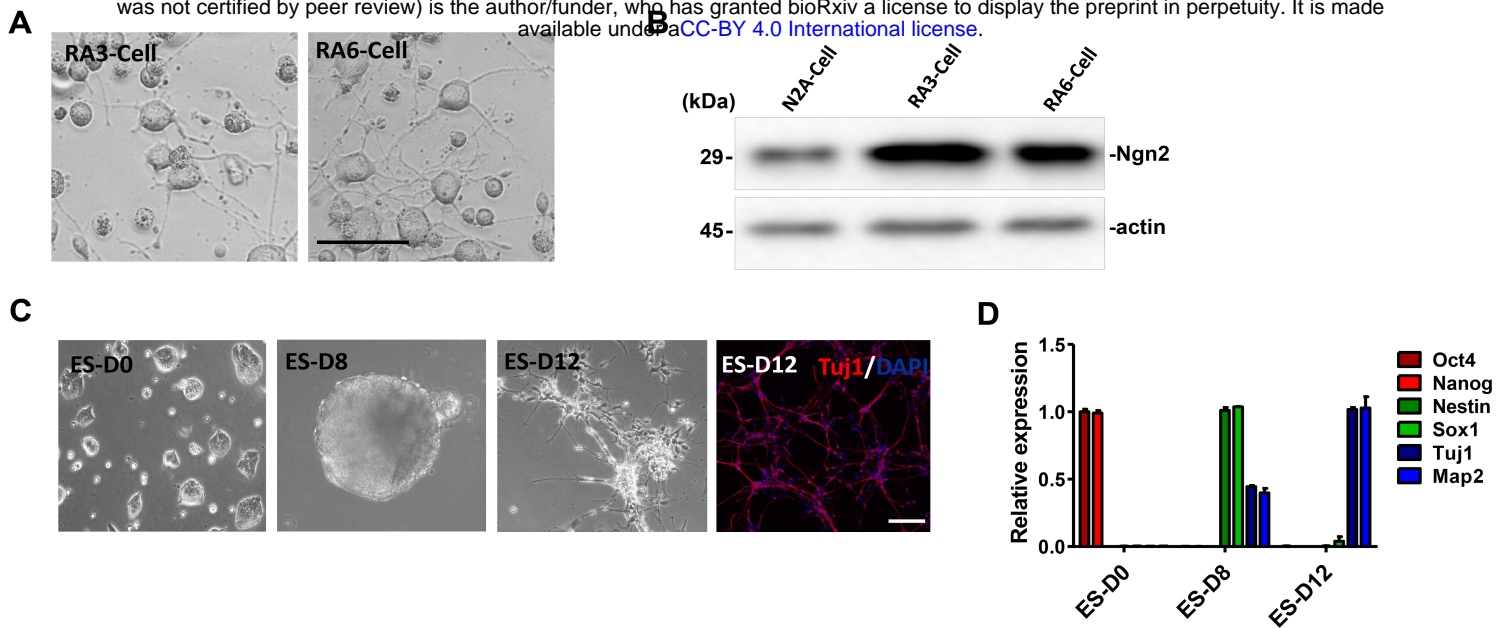 was not certified by peer review) is the author/funder, who has granted bioRxiv a license to display the preprint in perpetuity. It is made
available under aCC-BY 4.0 International license.
A
RA3-Cell
RA6-Cell
B
(kDa)
N2A-Cell
RA3-Cell
RA6-Cell
29-
-Ngn2
45-
-actin
C
ES-D0
ES-D8
ES-D12
ES-D12 Tuj1/DAPI
D
Relative expression
1.5
1.0
0.5
0.0
ES-D0
ES-D8
ES-D12
Oct4
Nanog
Nestin
Sox1
Tuj1
Map2